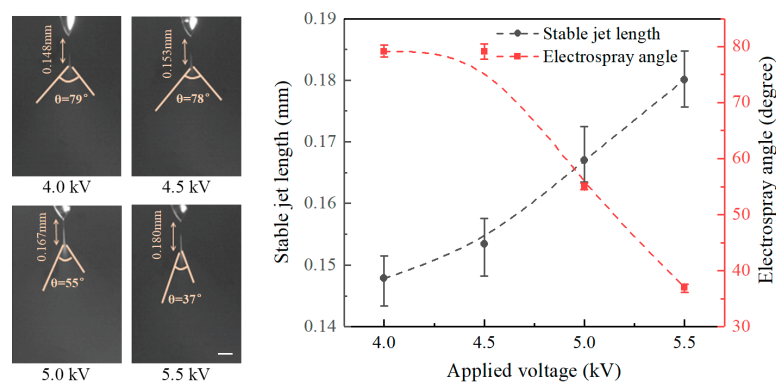 0.148mm
θ=79°
4.0 kV
0.153mm
θ=78°
4.5 kV
0.167mm
θ=55°
5.0 kV
0.180mm
θ=37°
5.5 kV
Stable jet length
Electrospray angle
Stable jet length (mm)
0.19
0.18
0.17
0.16
0.15
0.14
4.0
4.5
5.0
5.5
Applied voltage (kV)
80
70
60
50
40
30
Electrospray angle (degree)